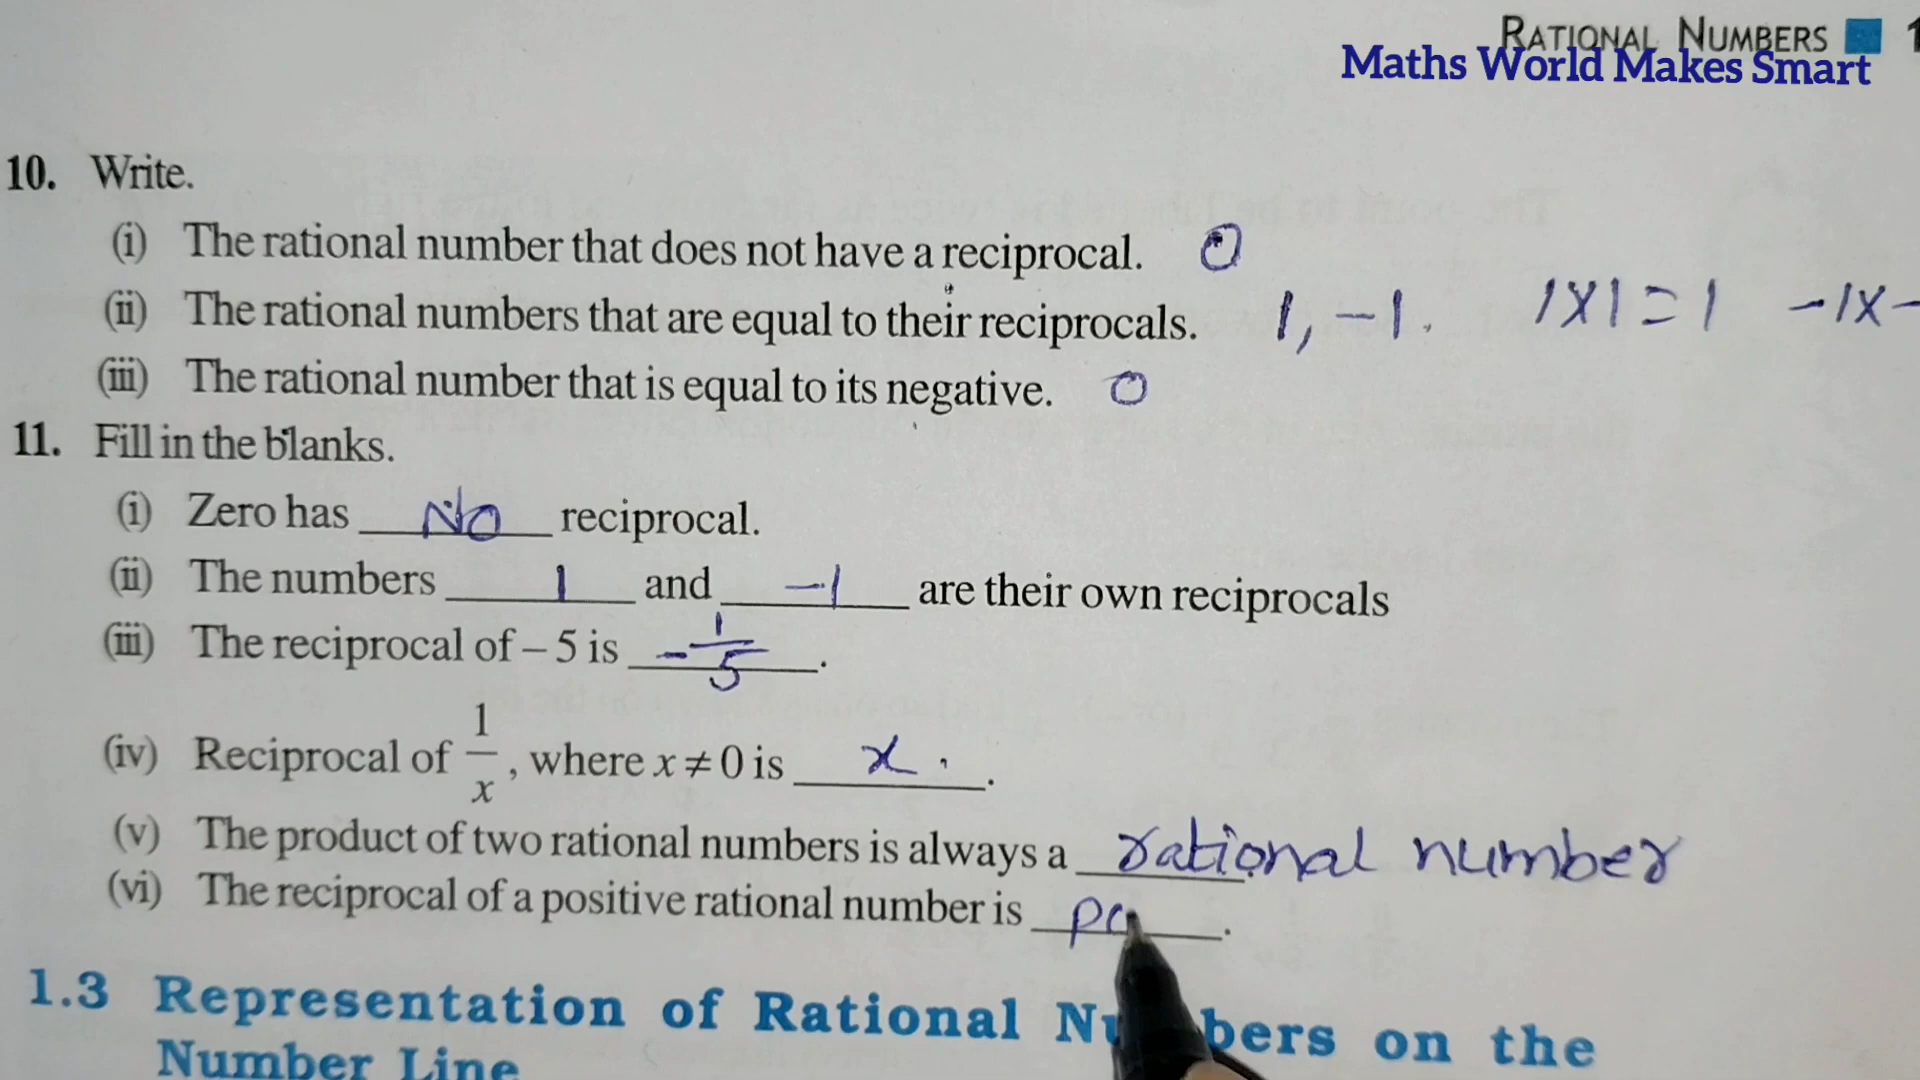 RATIONAL NUMBERS 1
Maths World Makes Smart
10. Write.
(i) The rational number that does not have a reciprocal. 0
(ii) The rational numbers that are equal to their reciprocals. 1, -1. 1X1=1 -1X-
(iii) The rational number that is equal to its negative. 0
11. Fill in the blanks.
(i) Zero has No reciprocal.
(ii) The numbers 1 and -1 are their own reciprocals
(iii) The reciprocal of – 5 is -1/5.
(iv) Reciprocal of 1/x, where x ≠ 0 is x.
(v) The product of two rational numbers is always a rational number
(vi) The reciprocal of a positive rational number is po.
1.3 Representation of Rational Numbers on the
Number Line